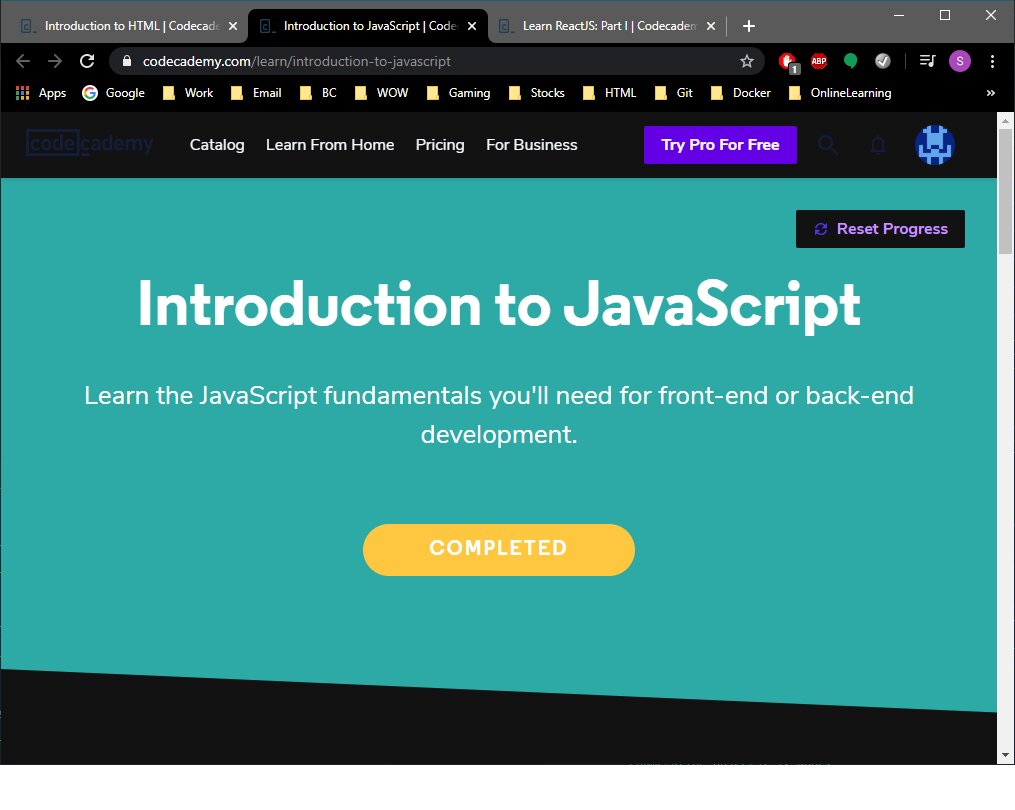 Introduction to HTML | Codecade
Introduction to JavaScript | Code
Learn ReactJS: Part I | Codecadem
codecademy.com/learn/introduction-to-javascript
1
ABP
S
Apps
Google
Work
Email
BC
WOW
Gaming
Stocks
HTML
Git
Docker
OnlineLearning
»
codecademy
Catalog
Learn From Home
Pricing
For Business
Try Pro For Free
Reset Progress
Introduction to JavaScript
Learn the JavaScript fundamentals you'll need for front-end or back-end
development.
COMPLETED